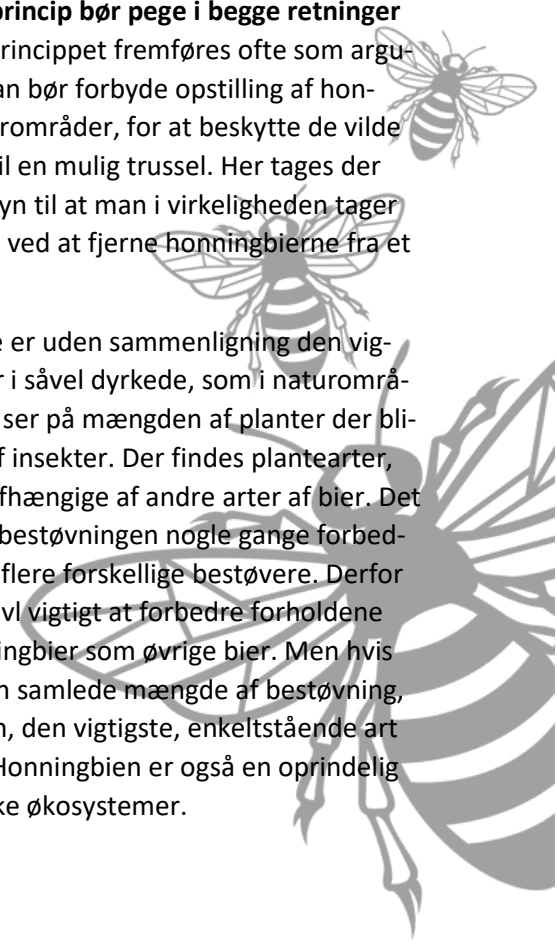 princip bør pege i begge retninger
rincippet fremføres ofte som argu-
an bør forbyde opstilling af hon-
rområder, for at beskytte de vilde
il en mulig trussel. Her tages der
yn til at man i virkeligheden tager
ved at fjerne honningbierne fra et
e er uden sammenligning den vig-
r i såvel dyrkede, som i naturområ-
ser på mængden af planter der bli-
f insekter. Der findes plantearter,
fhængige af andre arter af bier. Det
bestøvningen nogle gange forbed-
flere forskellige bestøvere. Derfor
vl vigtigt at forbedre forholdene
ingbier som øvrige bier. Men hvis
n samlede mængde af bestøvning,
n, den vigtigste, enkeltstående art
Honningbien er også en oprindelig
ke økosystemer.